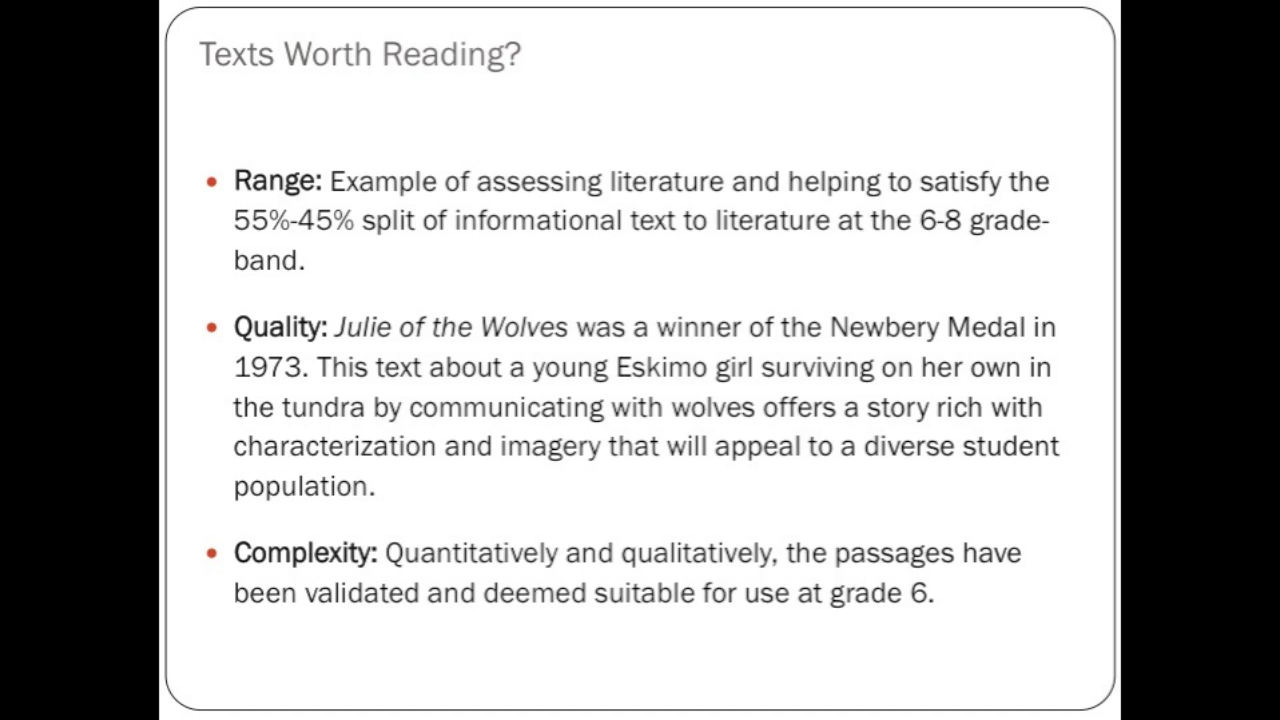 Texts Worth Reading?
• Range: Example of assessing literature and helping to satisfy the
55%-45% split of informational text to literature at the 6-8 grade-
band.
• Quality: Julie of the Wolves was a winner of the Newbery Medal in
1973. This text about a young Eskimo girl surviving on her own in
the tundra by communicating with wolves offers a story rich with
characterization and imagery that will appeal to a diverse student
population.
• Complexity: Quantitatively and qualitatively, the passages have
been validated and deemed suitable for use at grade 6.